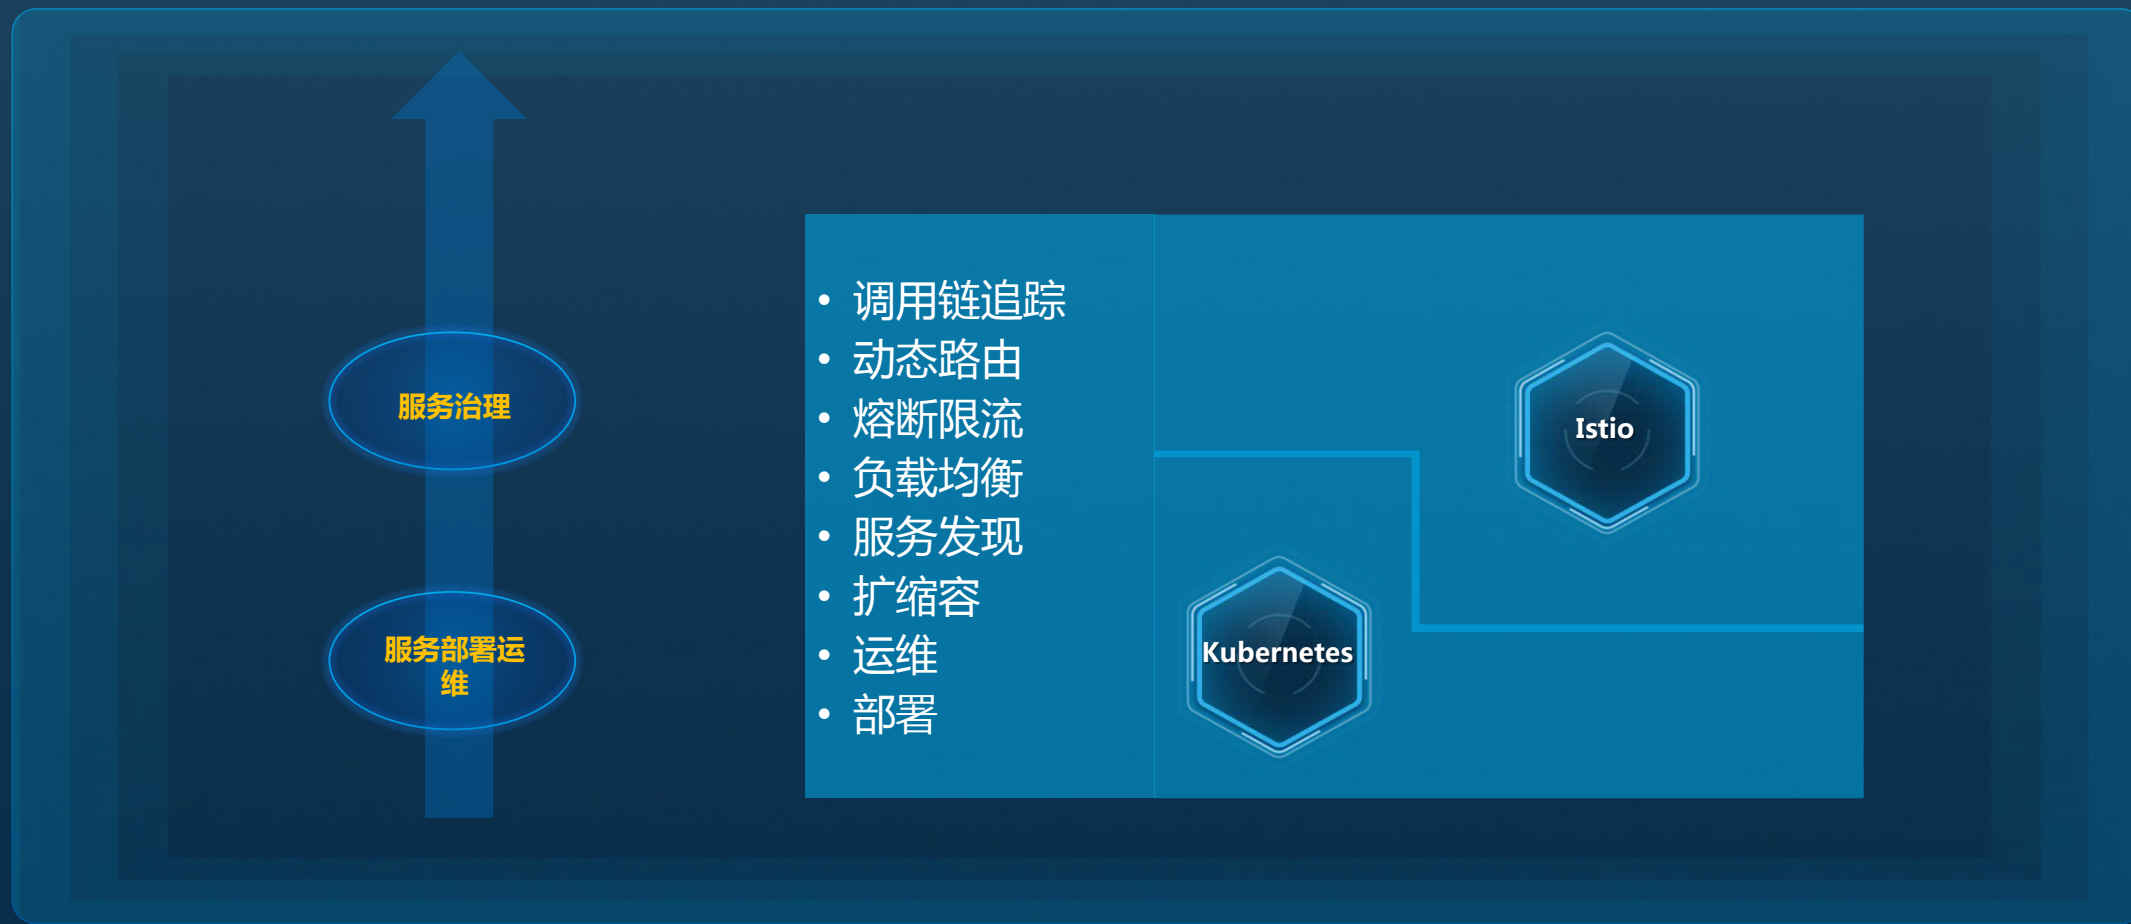 服务治理
服务部署运
维
• 调用链追踪
• 动态路由
• 熔断限流
• 负载均衡
• 服务发现
• 扩缩容
• 运维
• 部署
Istio
Kubernetes